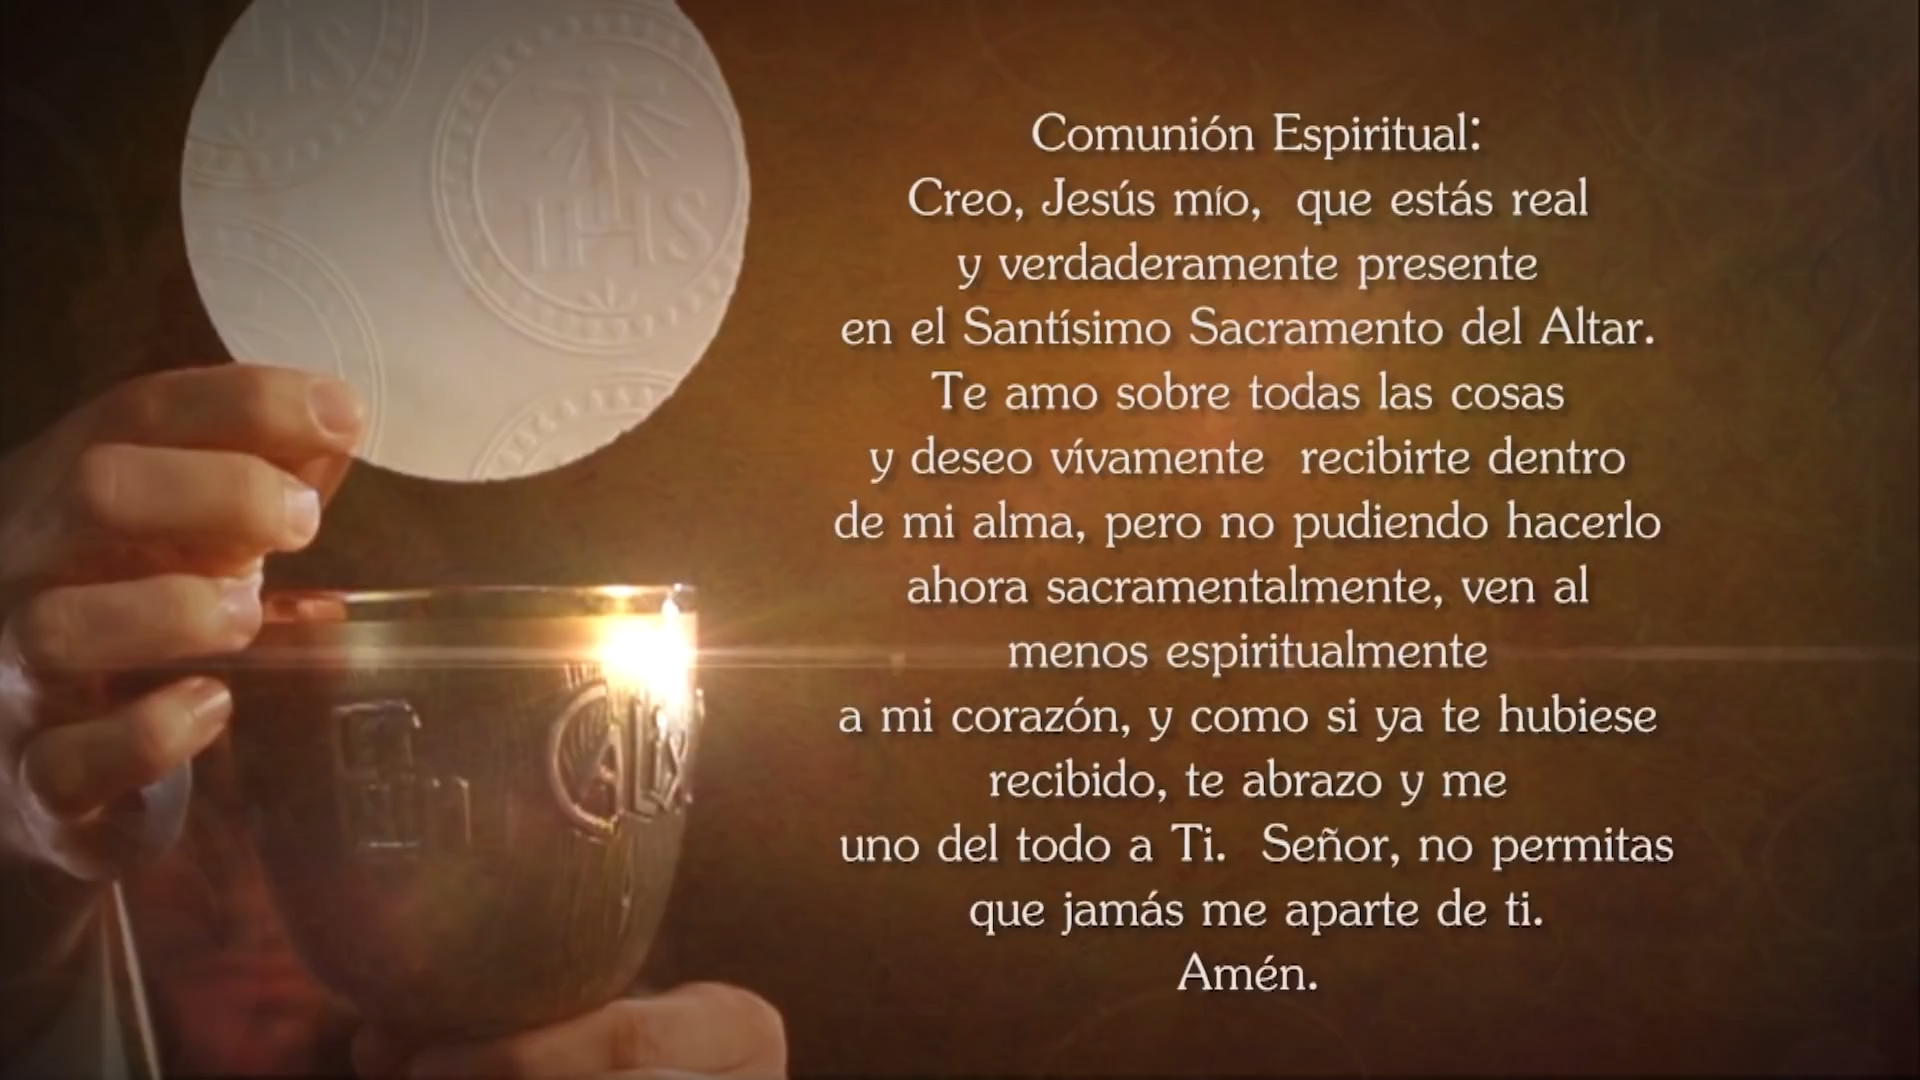 IHS
Comunión Espiritual:
Creo, Jesús mío, que estás real
y verdaderamente presente
en el Santísimo Sacramento del Altar.
Te amo sobre todas las cosas
y deseo vívamente recibirte dentro
de mi alma, pero no pudiendo hacerlo
ahora sacramentalmente, ven al
menos espiritualmente
a mi corazón, y como si ya te hubiese
recibido, te abrazo y me
uno del todo a Ti. Señor, no permitas
que jamás me aparte de ti.
Amén.
CALIX